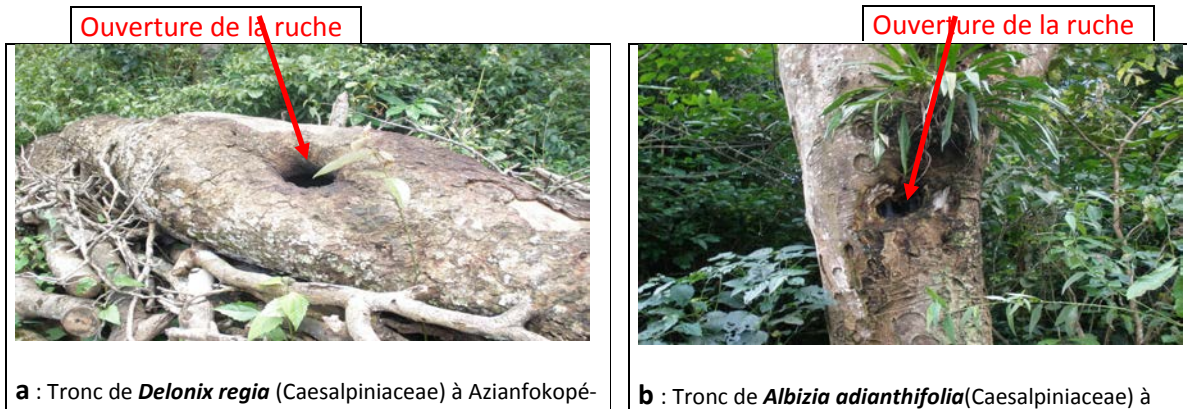 Ouverture de la ruche
Ouverture de la ruche
a : Tronc de Delonix regia (Caesalpiniaceae) à Azianfokopé-
b : Tronc de Albizia adianthifolia(Caesalpiniaceae) à